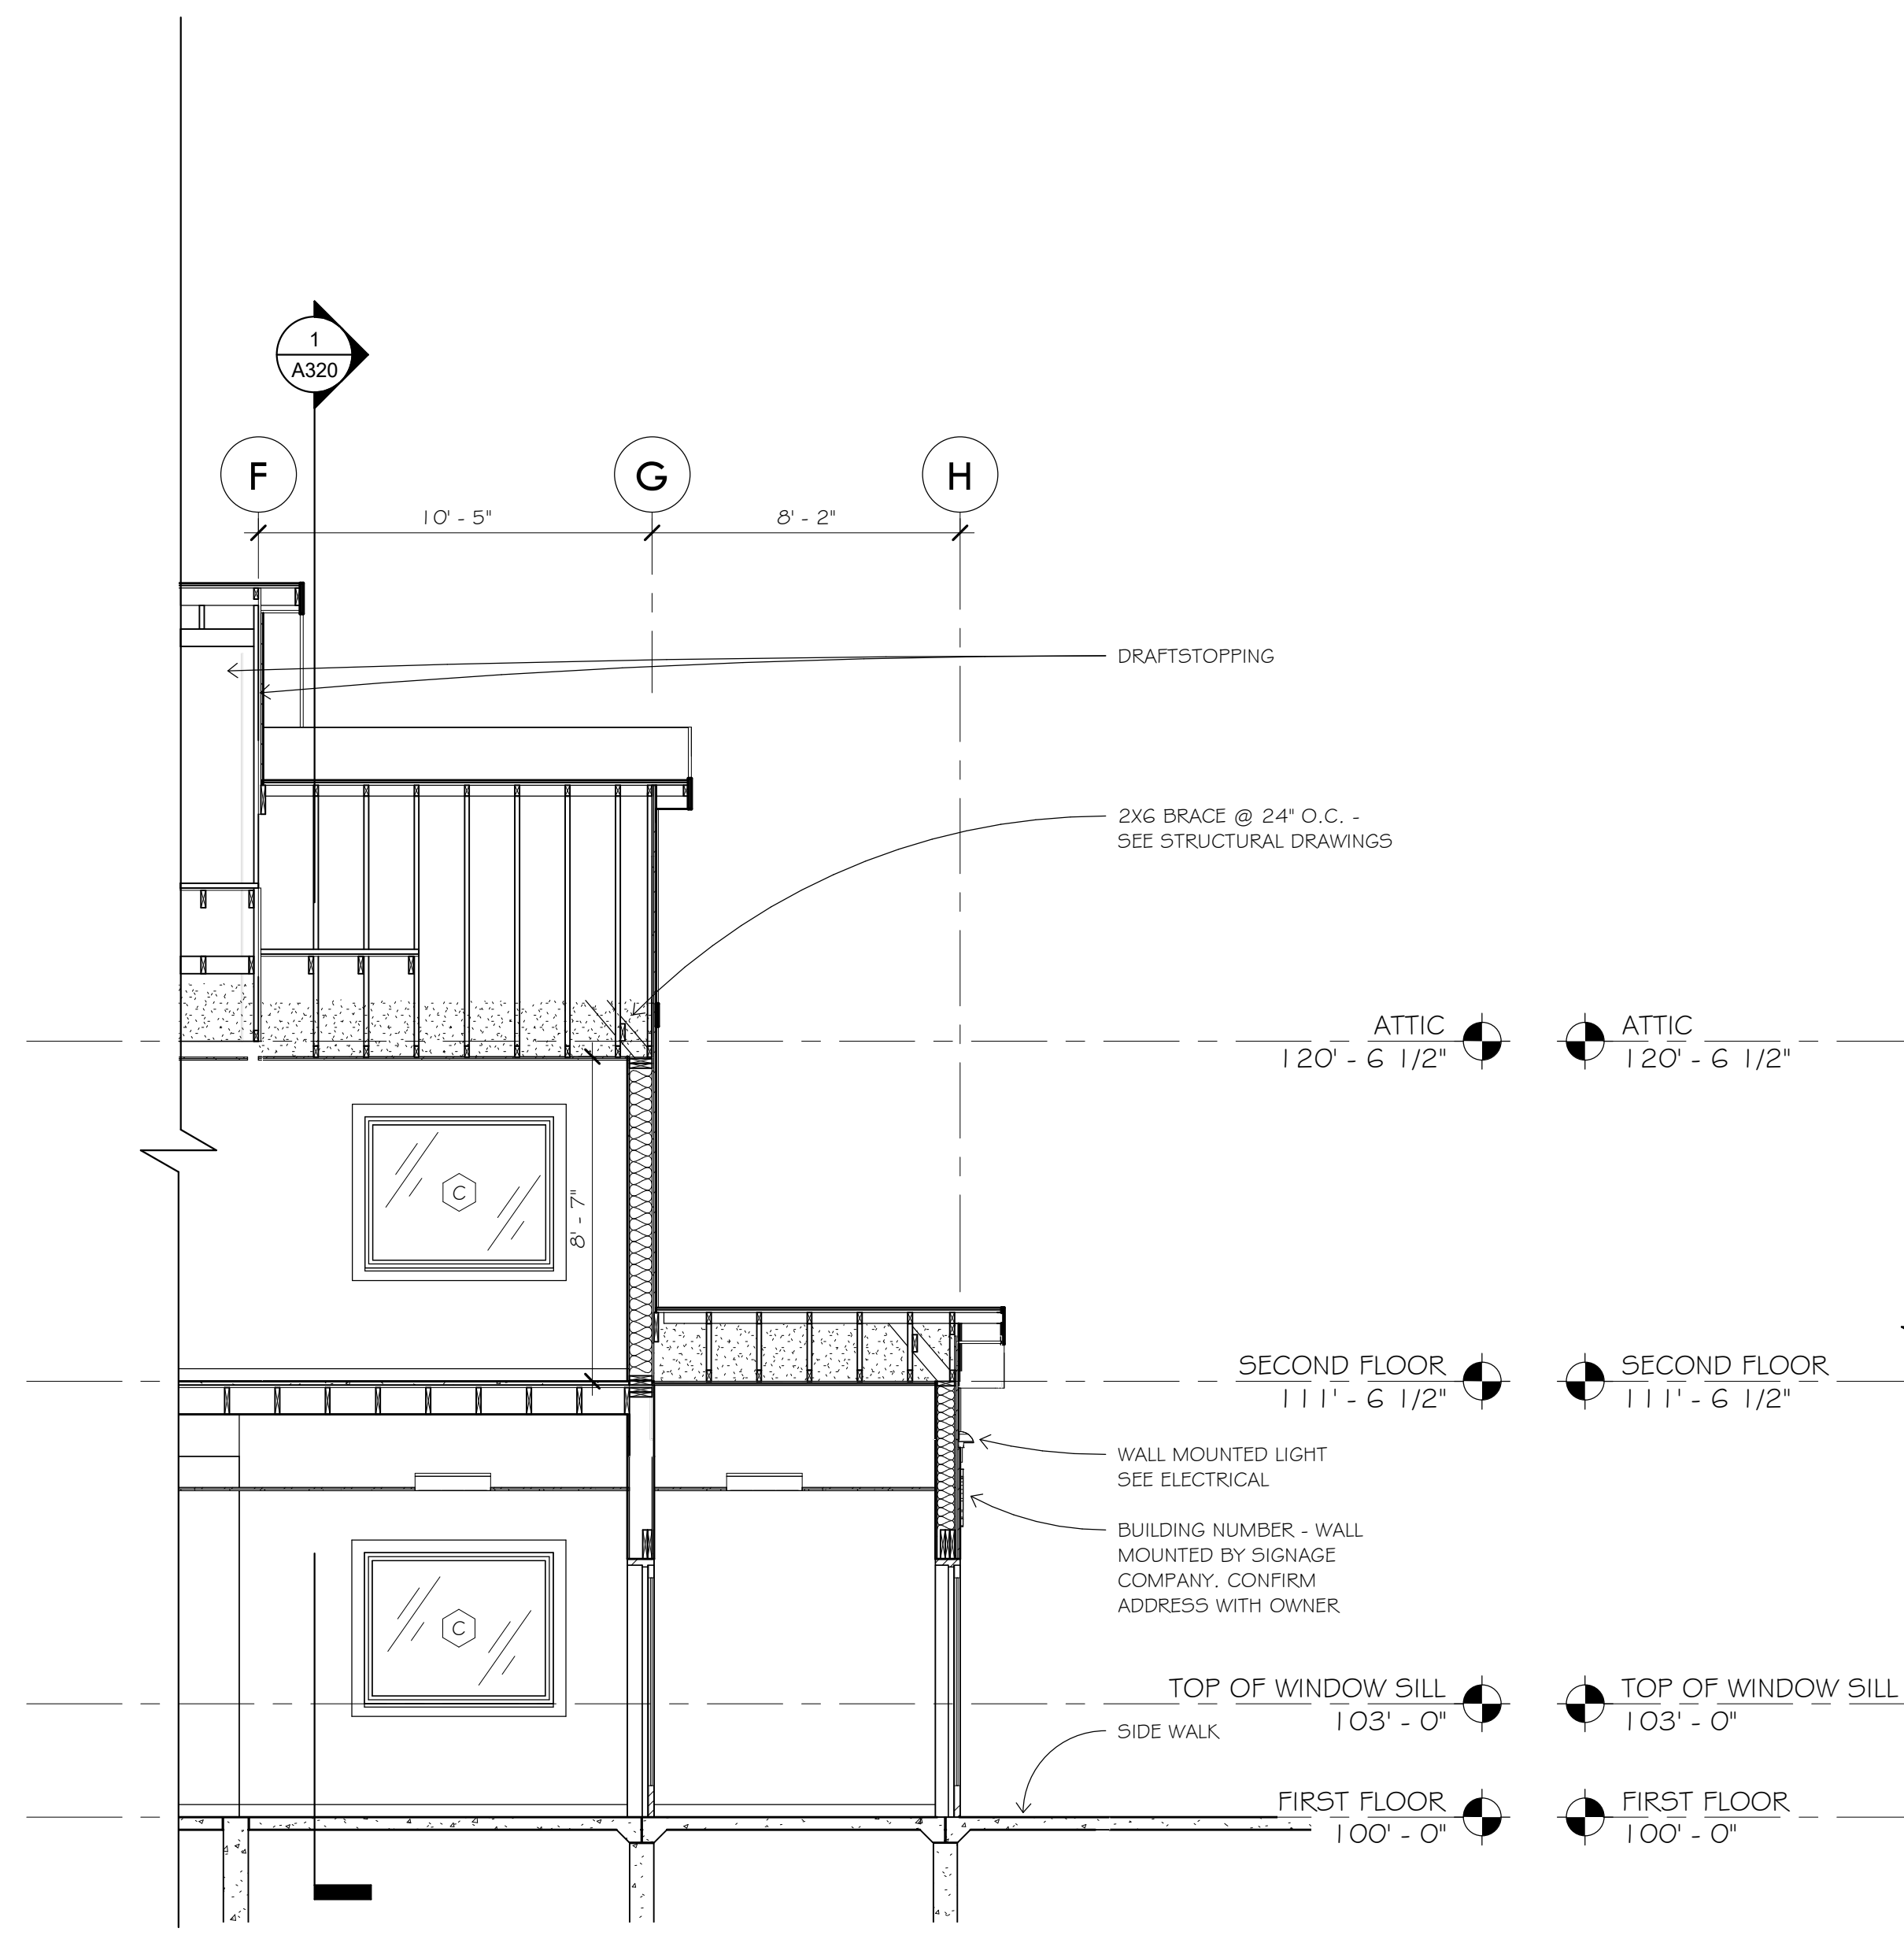 1
A320
F
G
H
10' - 5"
8' - 2"
DRAFTSTOPPING
2X6 BRACE @ 24" O.C. -
SEE STRUCTURAL DRAWINGS
ATTIC
120' - 6 1/2"
ATTIC
120' - 6 1/2"
C
8' - 7"
SECOND FLOOR
111' - 6 1/2"
SECOND FLOOR
111' - 6 1/2"
WALL MOUNTED LIGHT
SEE ELECTRICAL
BUILDING NUMBER - WALL
MOUNTED BY SIGNAGE
COMPANY. CONFIRM
ADDRESS WITH OWNER
C
TOP OF WINDOW SILL
103' - 0"
TOP OF WINDOW SILL
103' - 0"
SIDE WALK
FIRST FLOOR
100' - 0"
FIRST FLOOR
100' - 0"